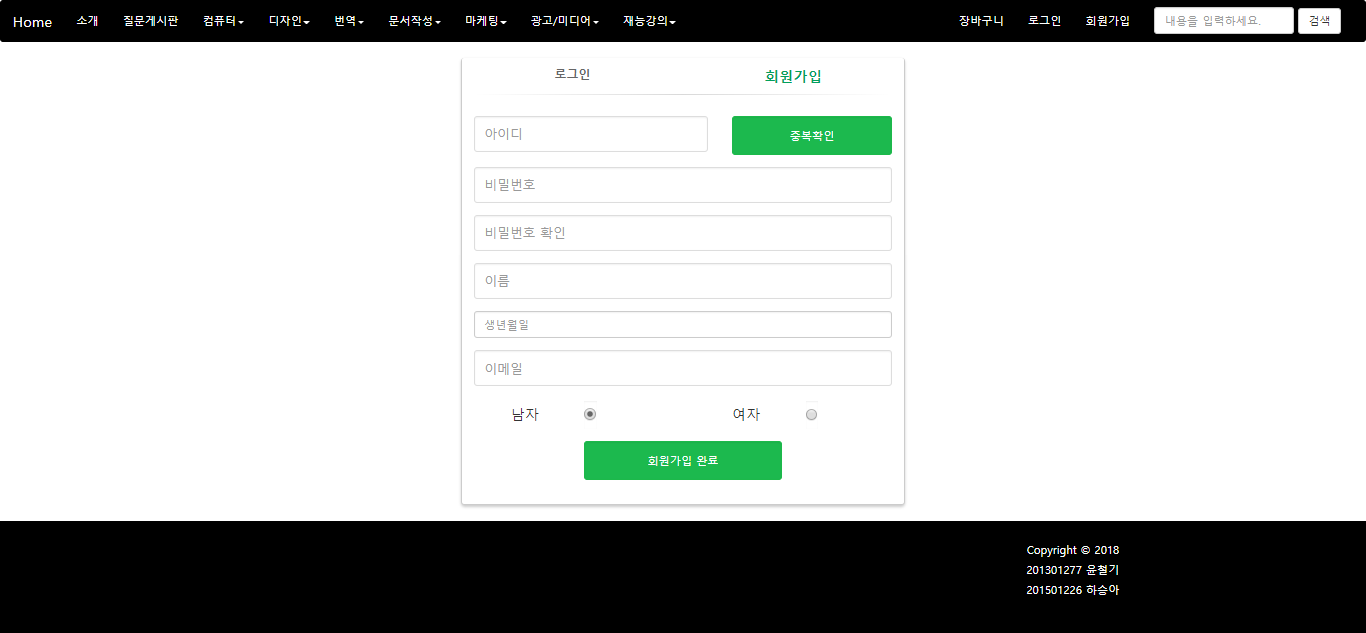 Home 소개 질문게시판 컴퓨터 디자인 번역 문서작성 마케팅 광고/미디어 재능강의 장바구니 로그인 회원가입 내용을 입력하세요. 검색
로그인 회원가입
아이디 중복확인
비밀번호
비밀번호 확인
이름
생년월일
이메일
남자 여자
회원가입 완료
Copyright © 2018
201301277 윤철기
201501226 하승아